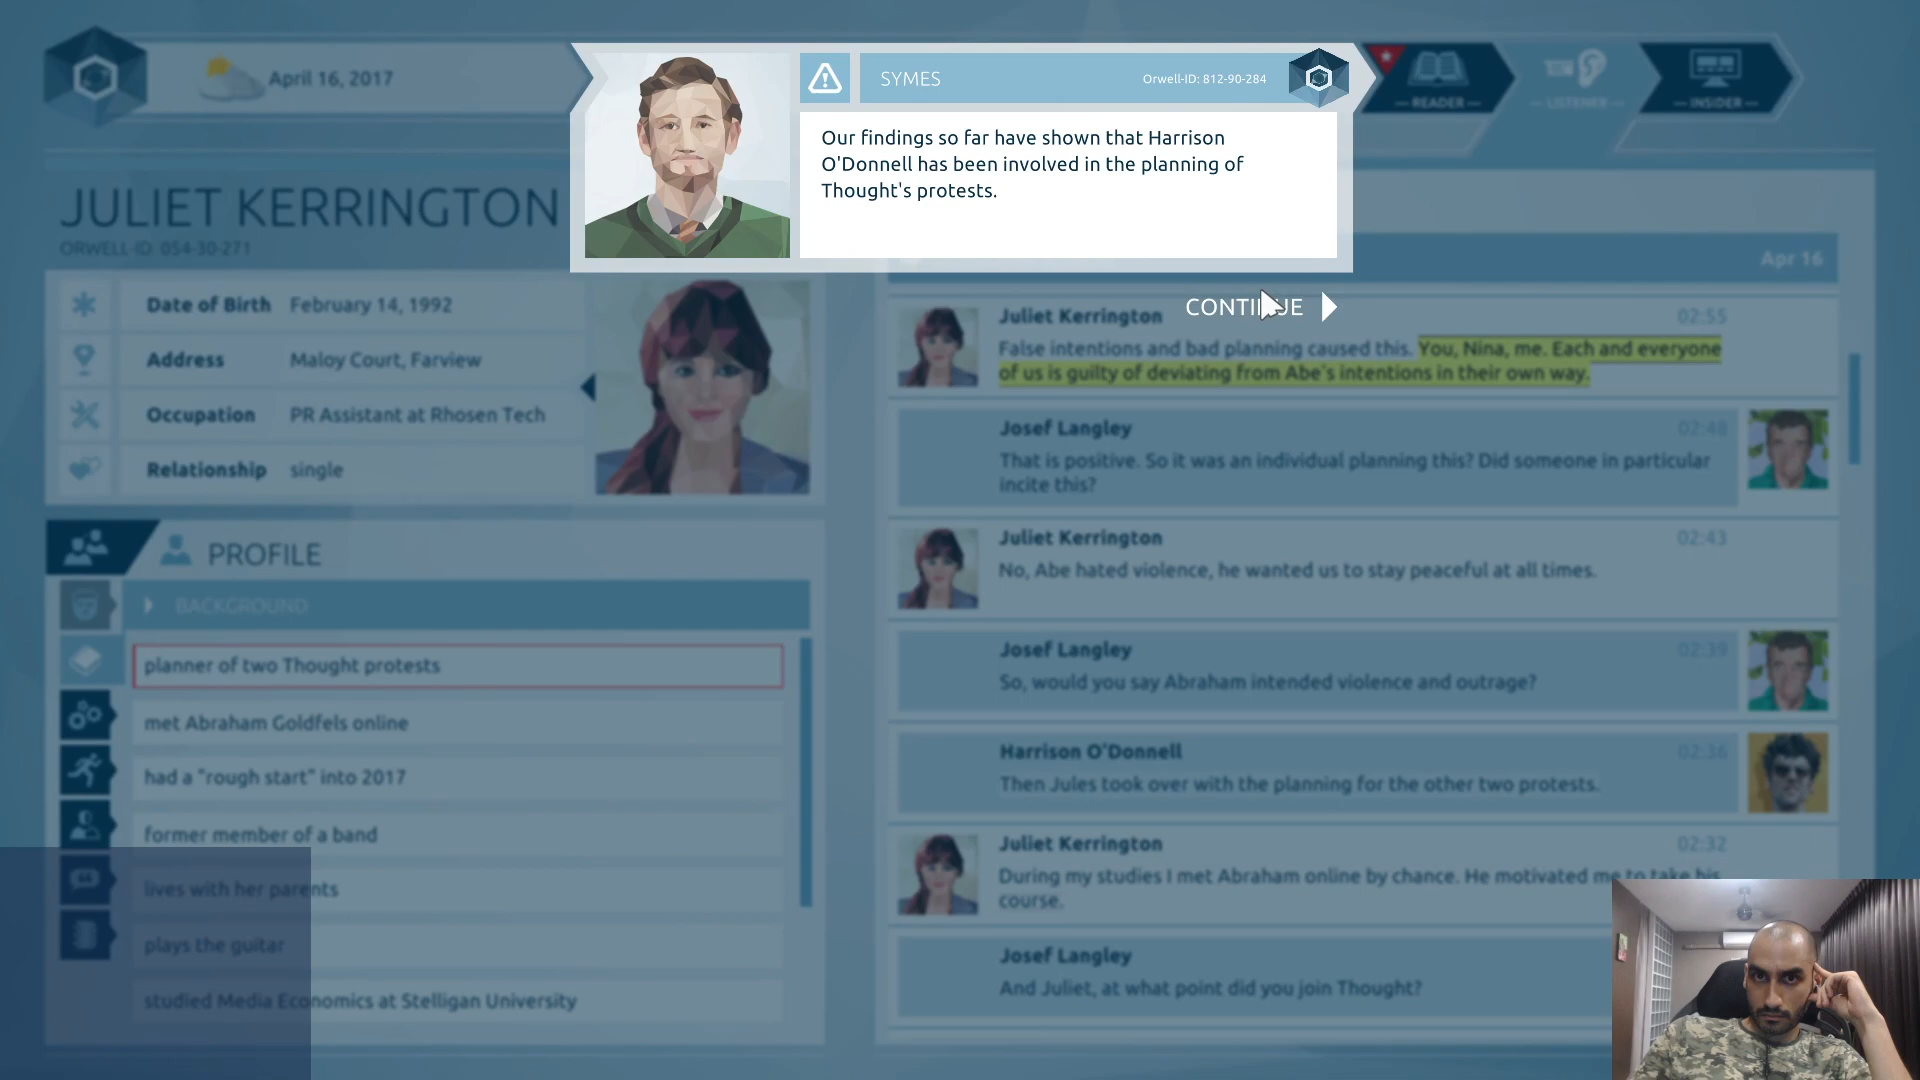 April 16, 2017
SYMES
Orwell-ID: 812-90-284
Our findings so far have shown that Harrison
O'Donnell has been involved in the planning of
Thought's protests.
CONTINUE
READER
LISTENER
INSIDER
JULIET KERRINGTON
ORWELL-ID 054-30-271
Date of Birth February 14, 1992
Address Maloy Court, Farview
Occupation PR Assistant at Rhosen Tech
Relationship single
PROFILE
BACKGROUND
planner of two Thought protests
met Abraham Goldfels online
had a "rough start" into 2017
former member of a band
lives with her parents
plays the guitar
studied Media Economics at Stelligan University
Apr 16
Juliet Kerrington 02:55
False intentions and bad planning caused this. You, Nina, me. Each and everyone
of us is guilty of deviating from Abe's intentions in their own way.
Josef Langley 02:48
That is positive. So it was an individual planning this? Did someone in particular
incite this?
Juliet Kerrington 02:43
No, Abe hated violence, he wanted us to stay peaceful at all times.
Josef Langley 02:39
So, would you say Abraham intended violence and outrage?
Harrison O'Donnell 02:36
Then Jules took over with the planning for the other two protests.
Juliet Kerrington 02:32
During my studies I met Abraham online by chance. He motivated me to take his
course.
Josef Langley
And Juliet, at what point did you join Thought?